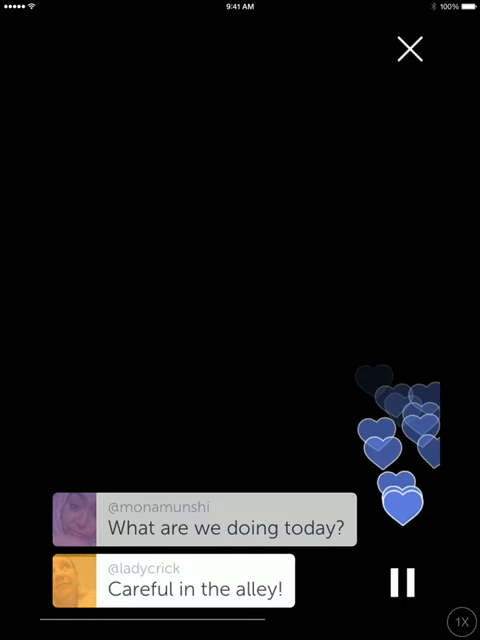 9:41 AM
100%
@monamunshi
What are we doing today?
@ladycrick
Careful in the alley!
1X